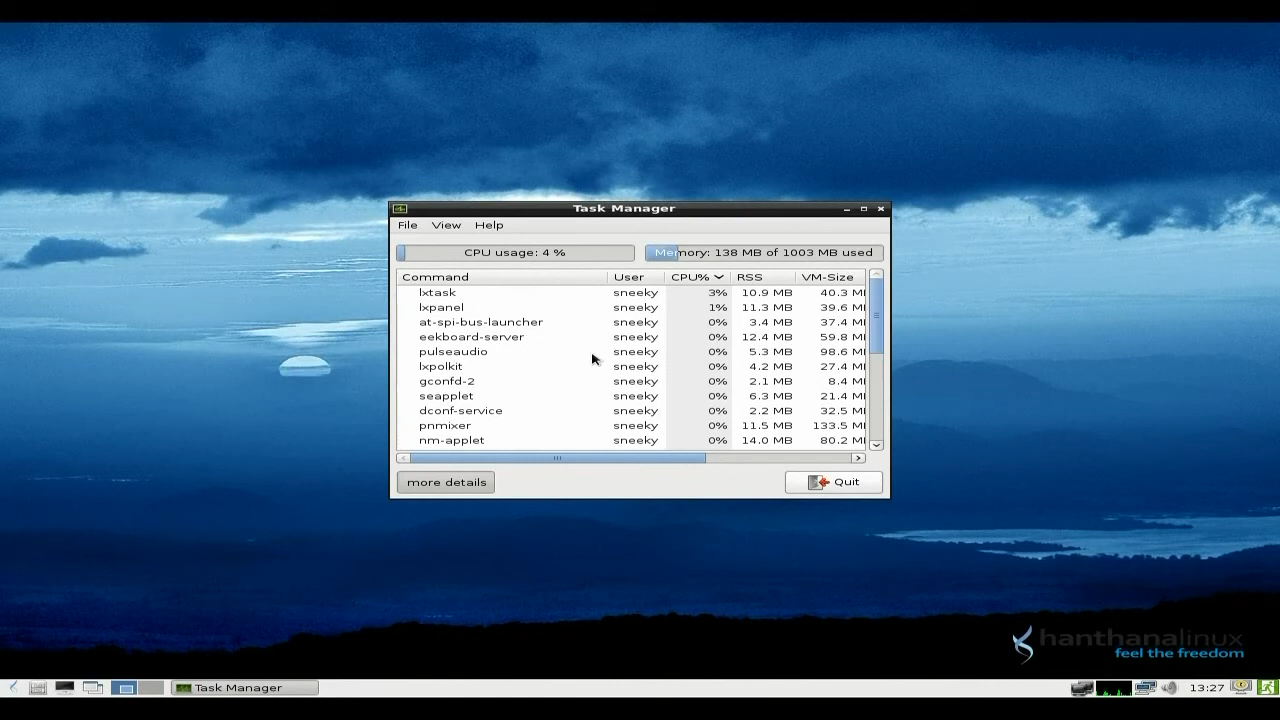 Task Manager
File View Help
CPU usage: 4 % Memory: 138 MB of 1003 MB used
Command User CPU% RSS VM-Size
lxtask sneeky 3% 10.9 MB 40.3 M
lxpanel sneeky 1% 11.3 MB 39.6 M
at-spi-bus-launcher sneeky 0% 3.4 MB 37.4 M
eekboard-server sneeky 0% 12.4 MB 59.8 M
pulseaudio sneeky 0% 5.3 MB 98.6 M
lxpolkit sneeky 0% 4.2 MB 27.4 M
gconfd-2 sneeky 0% 2.1 MB 8.4 M
seapplet sneeky 0% 6.3 MB 21.4 M
dconf-service sneeky 0% 2.2 MB 32.5 M
pnmixer sneeky 0% 11.5 MB 133.5 M
nm-applet sneeky 0% 14.0 MB 80.2 M
more details Quit
hanthanalinux
feel the freedom
Task Manager 13:27